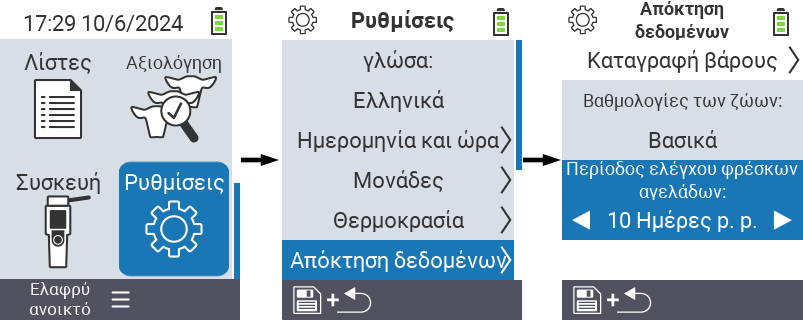 17:29 10/6/2024
Λίστες
Αξιολόγηση
Συσκευή
Ρυθμίσεις
Ελαφρύ
ανοικτό
Ρυθμίσεις
γλώσα:
Ελληνικά
Ημερομηνία και ώρα
Μονάδες
Θερμοκρασία
Απόκτηση δεδομένων
+
Απόκτηση
δεδομένων
Καταγραφή βάρους
Βαθμολογίες των ζώων:
Βασικά
Περίοδος ελέγχου φρέσκων
αγελάδων:
10 Ημέρες p. p.
+